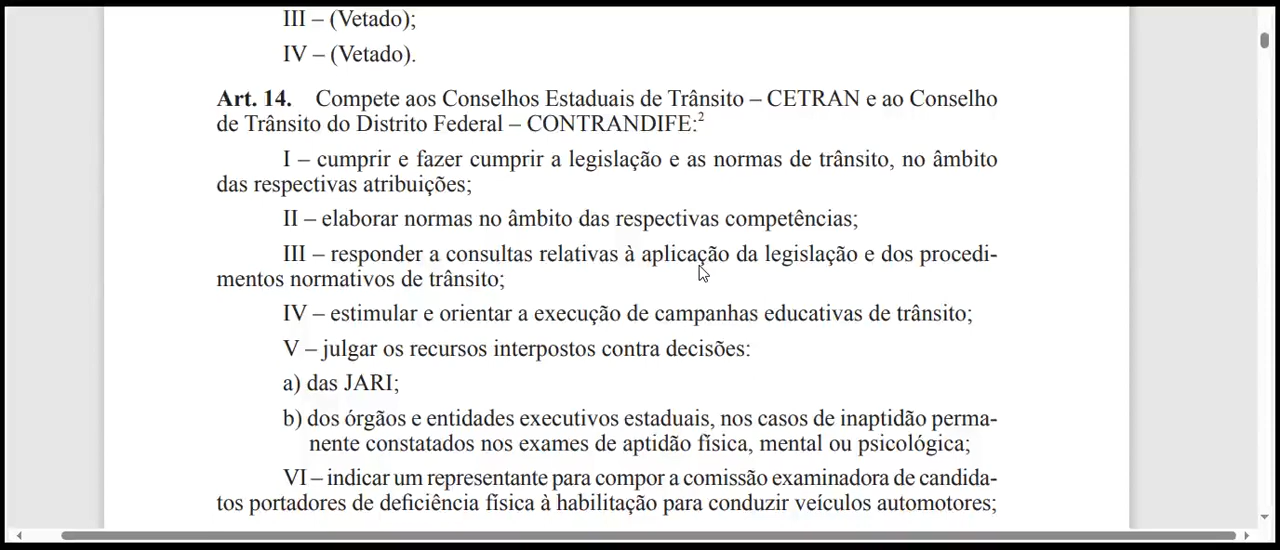 III – (Vetado);
IV – (Vetado).
Art. 14. Compete aos Conselhos Estaduais de Trânsito – CETRAN e ao Conselho
de Trânsito do Distrito Federal – CONTRANDIFE:²
I – cumprir e fazer cumprir a legislação e as normas de trânsito, no âmbito
das respectivas atribuições;
II – elaborar normas no âmbito das respectivas competências;
III – responder a consultas relativas à aplicação da legislação e dos procedi-
mentos normativos de trânsito;
IV – estimular e orientar a execução de campanhas educativas de trânsito;
V – julgar os recursos interpostos contra decisões:
a) das JARI;
b) dos órgãos e entidades executivos estaduais, nos casos de inaptidão perma-
nente constatados nos exames de aptidão física, mental ou psicológica;
VI – indicar um representante para compor a comissão examinadora de candida-
tos portadores de deficiência física à habilitação para conduzir veículos automotores;